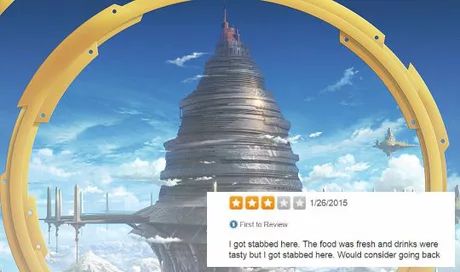 1/26/2015
First to Review
I got stabbed here. The food was fresh and drinks were
tasty but I got stabbed here. Would consider going back